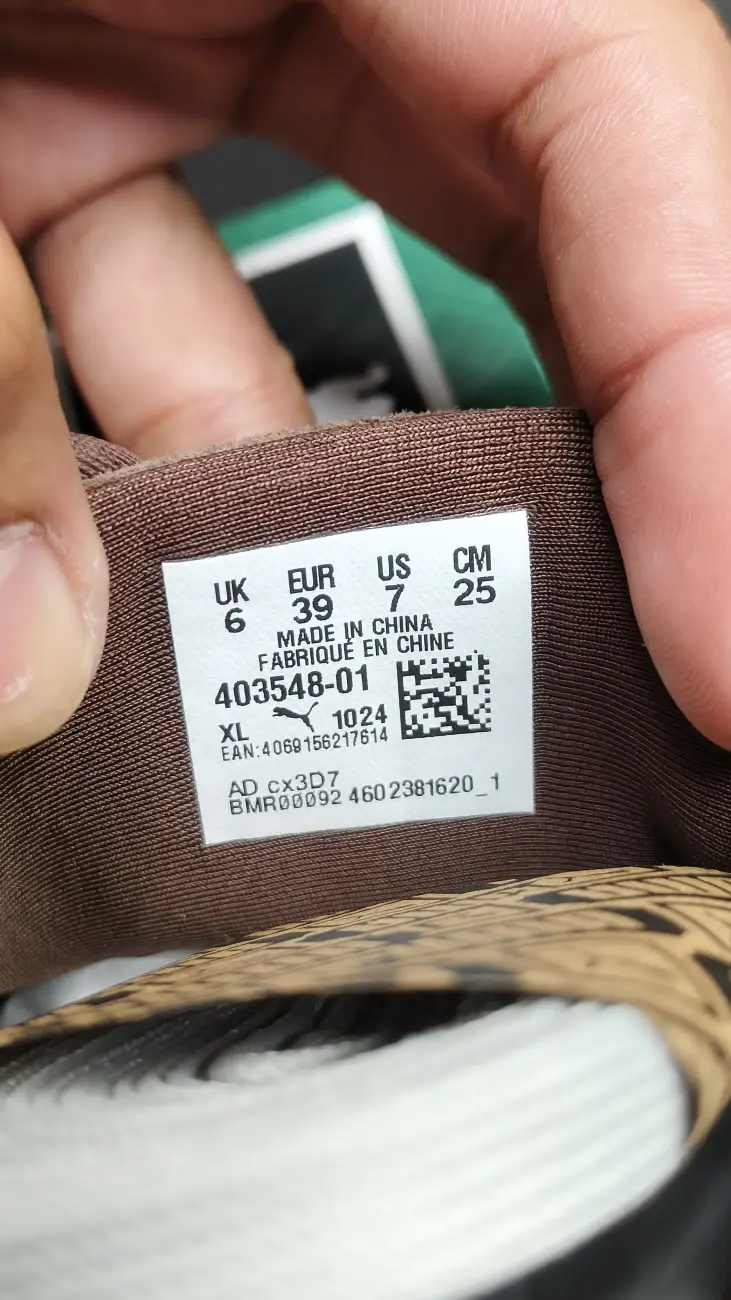 UK EUR US CM
6 39 7 25
MADE IN CHINA
FABRIQUÉ EN CHINE
403548-01
XL 1024
EAN:4069156217614
AD cx3D7
BMR00092 4602381620_1